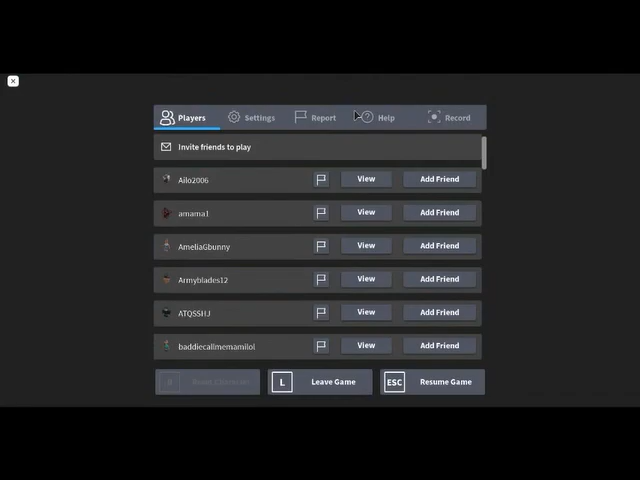 Players Settings Report Help Record
Invite friends to play
Ailo2006 View Add Friend
amama1 View Add Friend
AmeliaGbunny View Add Friend
Armyblades12 View Add Friend
ATQSSHJ View Add Friend
baddiecallmemamilol View Add Friend
L Leave Game ESC Resume Game